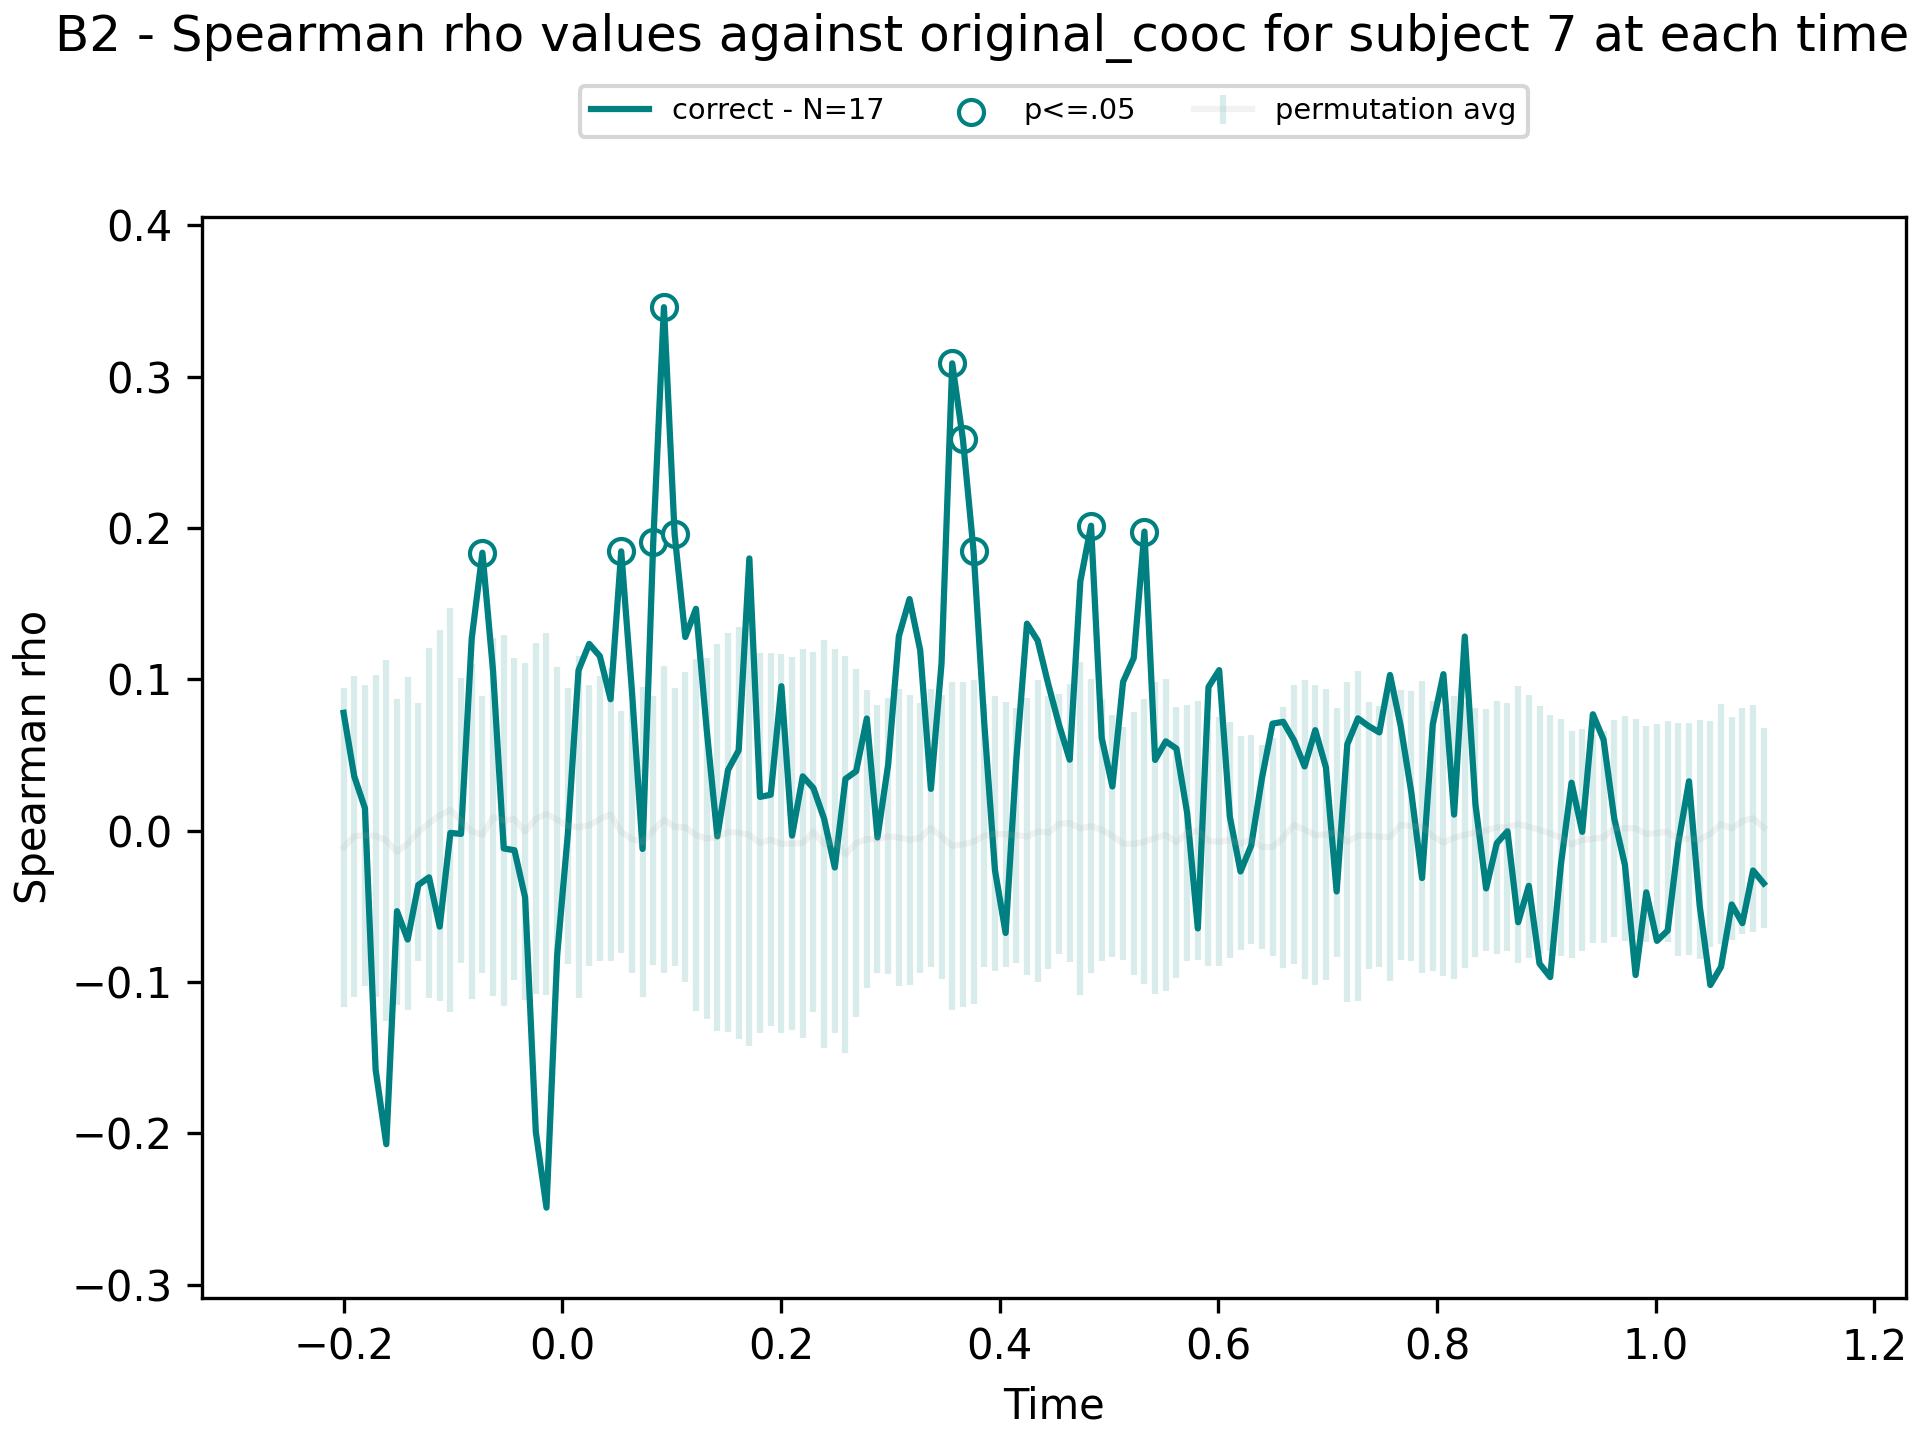 B2 - Spearman rho values against original_cooc for subject 7 at each time
correct - N=17 p<=.05 permutation avg
Spearman rho
0.4
0.3
0.2
0.1
0.0
−0.1
−0.2
−0.3
−0.2 0.0 0.2 0.4 0.6 0.8 1.0 1.2
Time